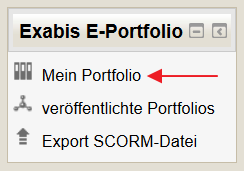 Exabis E-Portfolio
Mein Portfolio
veröffentlichte Portfolios
Export SCORM-Datei